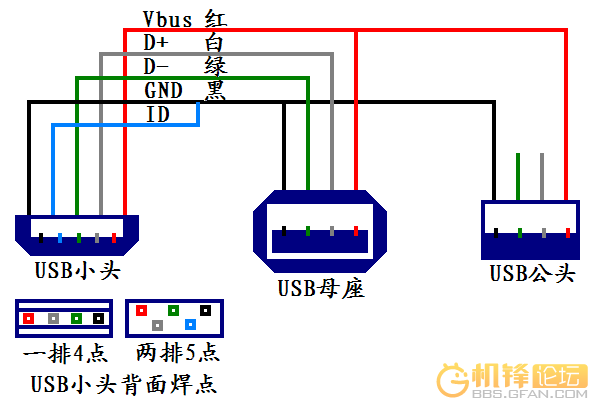 Vbus 红
D+ 白
D- 绿
GND 黑
ID
USB小头
USB母座
USB公头
一排4点
两排5点
USB小头背面焊点
机锋论坛
BBS.GFAN.COM